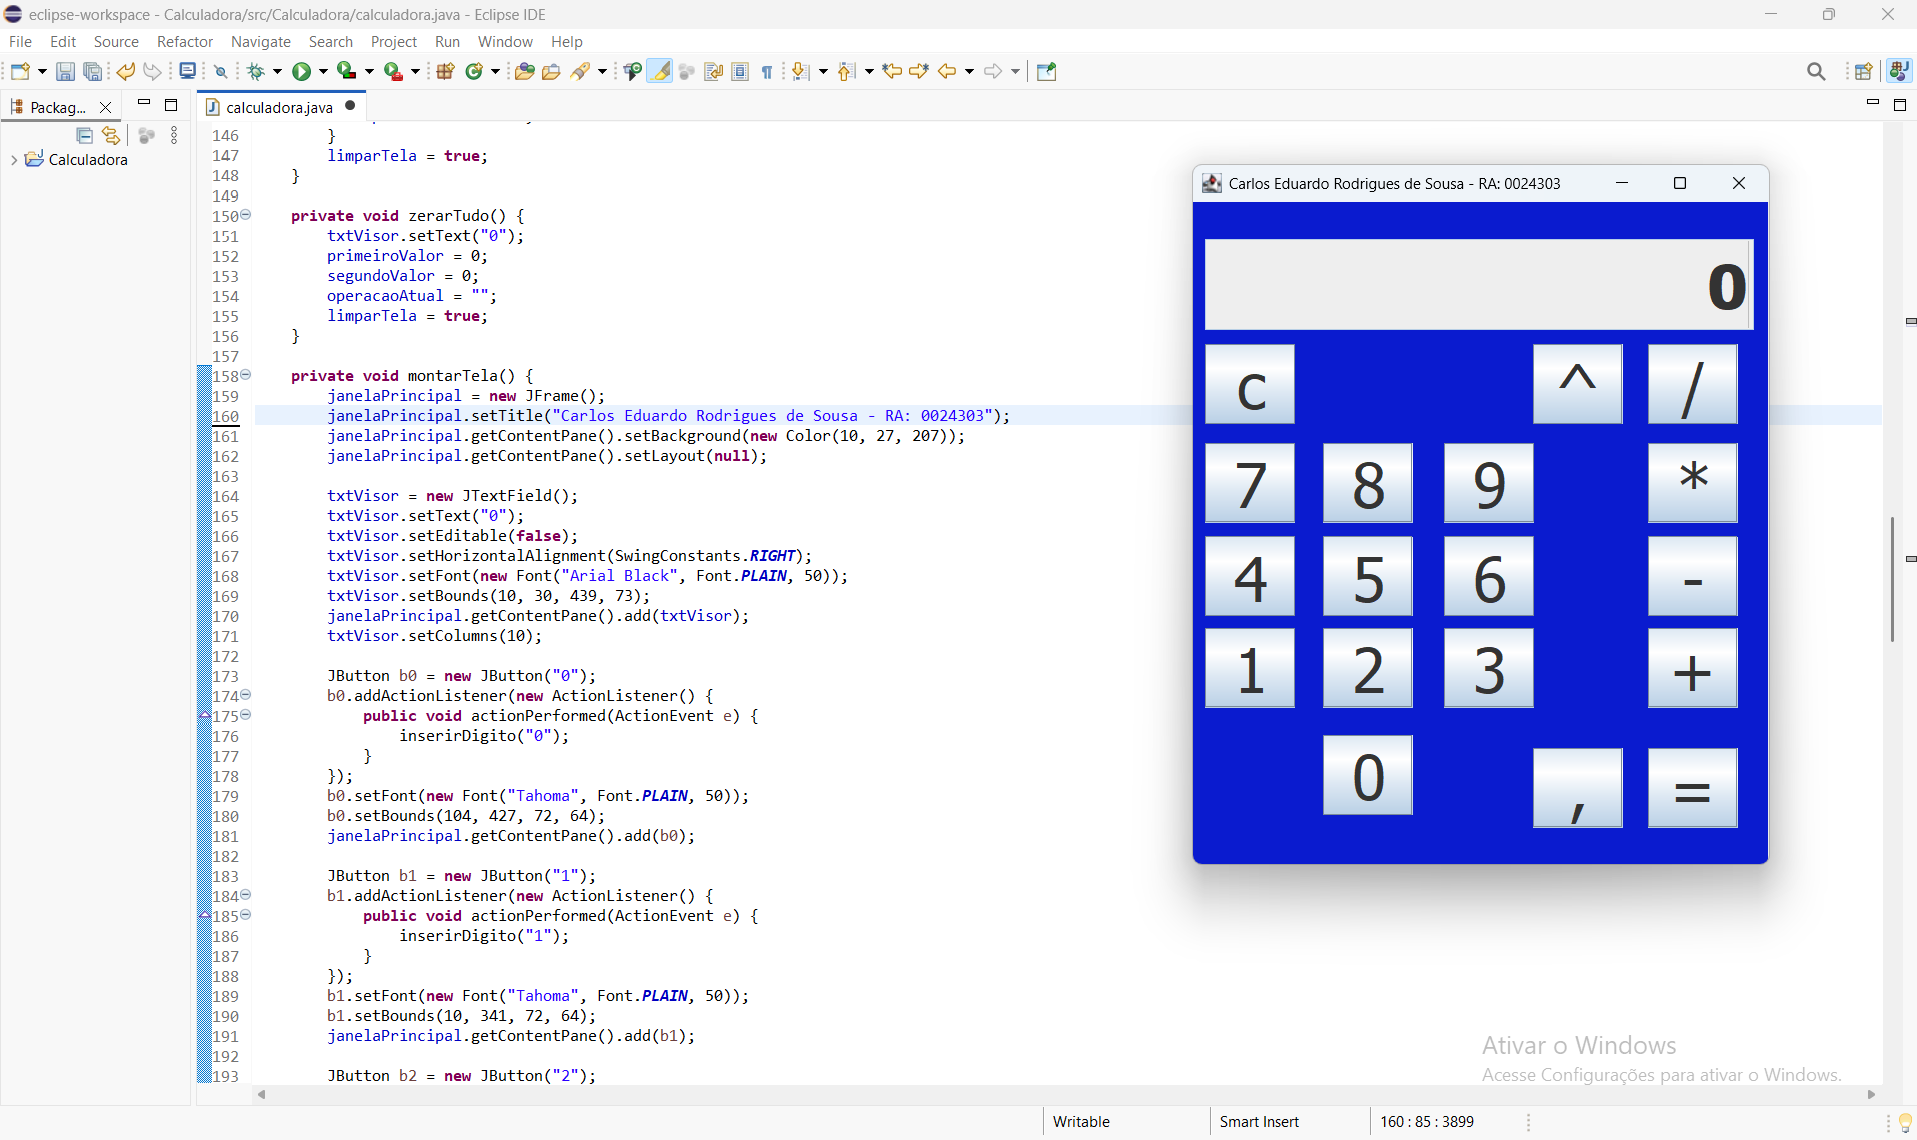 eclipse-workspace - Calculadora/src/Calculadora/calculadora.java - Eclipse IDE
File Edit Source Refactor Navigate Search Project Run Window Help
Packag...
calculadora.java
Calculadora
146 }
147 limparTela = true;
148 }
149
150 private void zerarTudo() {
151 txtVisor.setText("0");
152 primeiroValor = 0;
153 segundoValor = 0;
154 operacaoAtual = "";
155 limparTela = true;
156 }
157
158 private void montarTela() {
159 janelaPrincipal = new JFrame();
160 janelaPrincipal.setTitle("Carlos Eduardo Rodrigues de Sousa - RA: 0024303");
161 janelaPrincipal.getContentPane().setBackground(new Color(10, 27, 207));
162 janelaPrincipal.getContentPane().setLayout(null);
163
164 txtVisor = new JTextField();
165 txtVisor.setText("0");
166 txtVisor.setEditable(false);
167 txtVisor.setHorizontalAlignment(SwingConstants.RIGHT);
168 txtVisor.setFont(new Font("Arial Black", Font.PLAIN, 50));
169 txtVisor.setBounds(10, 30, 439, 73);
170 janelaPrincipal.getContentPane().add(txtVisor);
171 txtVisor.setColumns(10);
172
173 JButton b0 = new JButton("0");
174 b0.addActionListener(new ActionListener() {
175 public void actionPerformed(ActionEvent e) {
176 inserirDigito("0");
177 }
178 });
179 b0.setFont(new Font("Tahoma", Font.PLAIN, 50));
180 b0.setBounds(104, 427, 72, 64);
181 janelaPrincipal.getContentPane().add(b0);
182
183 JButton b1 = new JButton("1");
184 b1.addActionListener(new ActionListener() {
185 public void actionPerformed(ActionEvent e) {
186 inserirDigito("1");
187 }
188 });
189 b1.setFont(new Font("Tahoma", Font.PLAIN, 50));
190 b1.setBounds(10, 341, 72, 64);
191 janelaPrincipal.getContentPane().add(b1);
192
193 JButton b2 = new JButton("2");
Carlos Eduardo Rodrigues de Sousa - RA: 0024303
0
c ^ /
7 8 9 *
4 5 6 -
1 2 3 +
0 , =
Ativar o Windows
Acesse Configurações para ativar o Windows.
Writable Smart Insert 160 : 85 : 3899